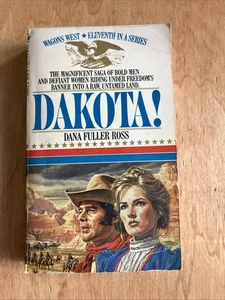 WAGONS WEST ★ ELEVENTH IN A SERIES
THE MAGNIFICENT SAGA OF BOLD MEN
AND DEFIANT WOMEN RIDING UNDER FREEDOM'S
BANNER INTO A RAW, UNTAMED LAND.
DAKOTA!
DANA FULLER ROSS